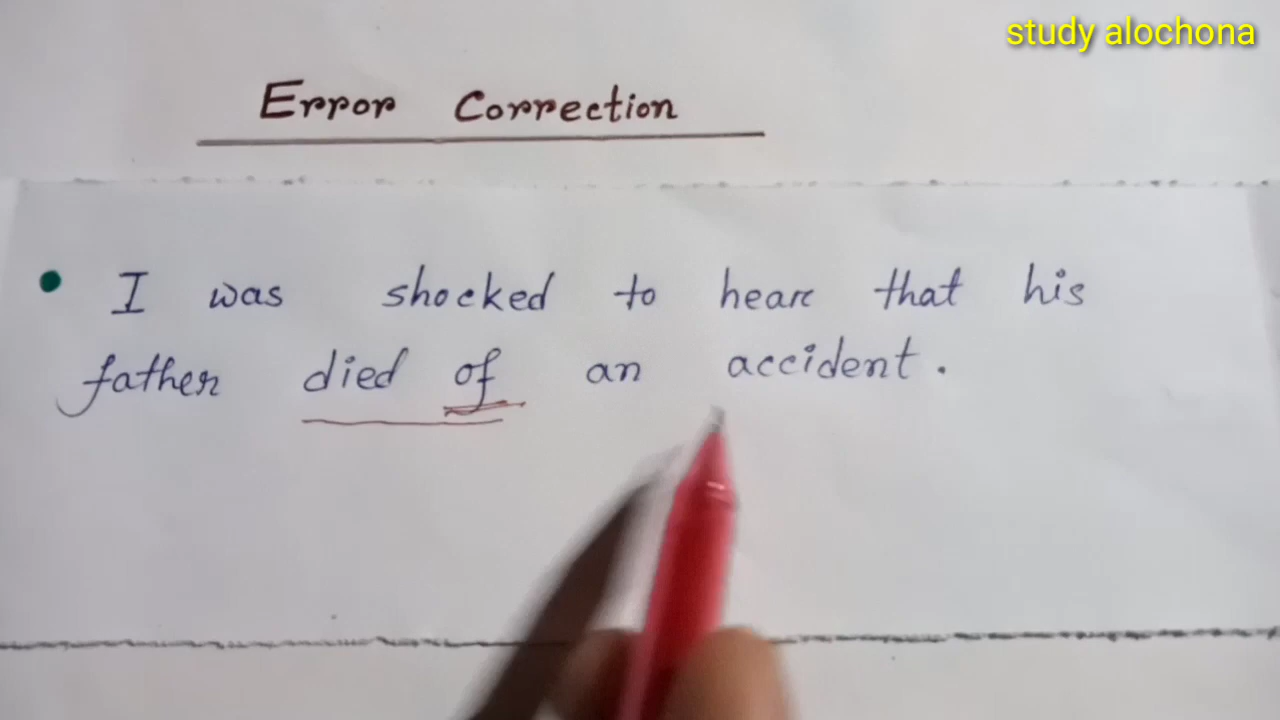 study alochona
Error Correction
I was shocked to hear that his
father died of an accident.